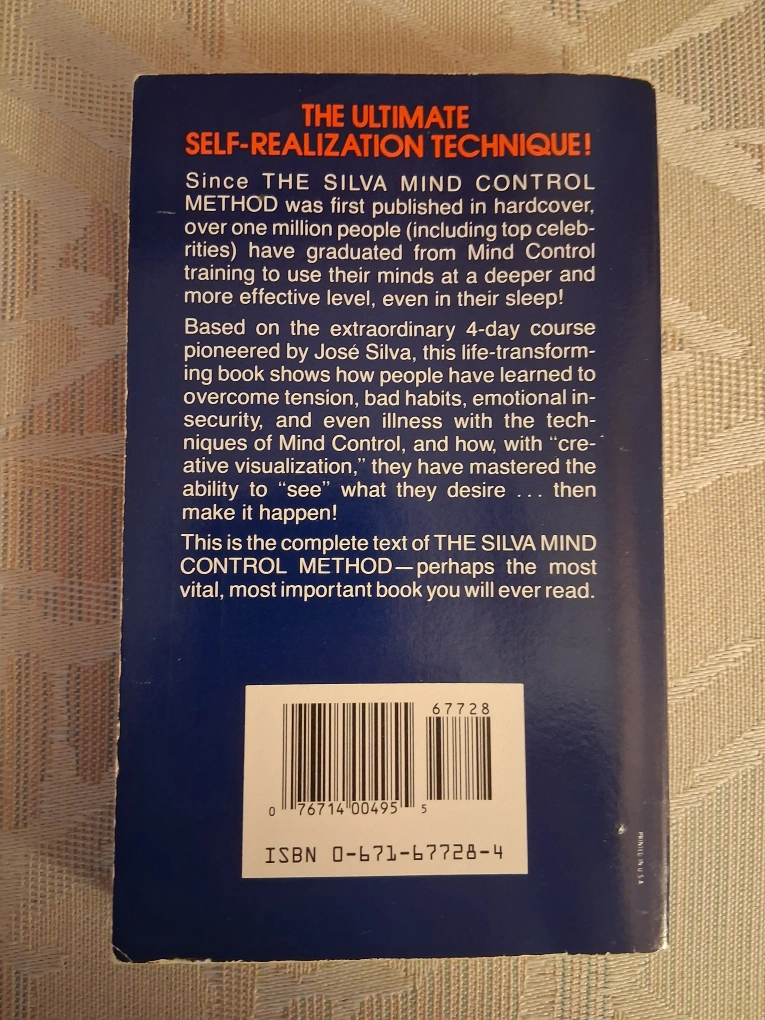 THE ULTIMATE
SELF-REALIZATION TECHNIQUE!
Since THE SILVA MIND CONTROL
METHOD was first published in hardcover,
over one million people (including top celeb-
rities) have graduated from Mind Control
training to use their minds at a deeper and
more effective level, even in their sleep!
Based on the extraordinary 4-day course
pioneered by José Silva, this life-transform-
ing book shows how people have learned to
overcome tension, bad habits, emotional in-
security, and even illness with the tech-
niques of Mind Control, and how, with “cre-
ative visualization,” they have mastered the
ability to “see” what they desire ... then
make it happen!
This is the complete text of THE SILVA MIND
CONTROL METHOD—perhaps the most
vital, most important book you will ever read.
67728
0 76714 00495 5
ISBN 0-671-67728-4
PRINTED IN U.S.A.